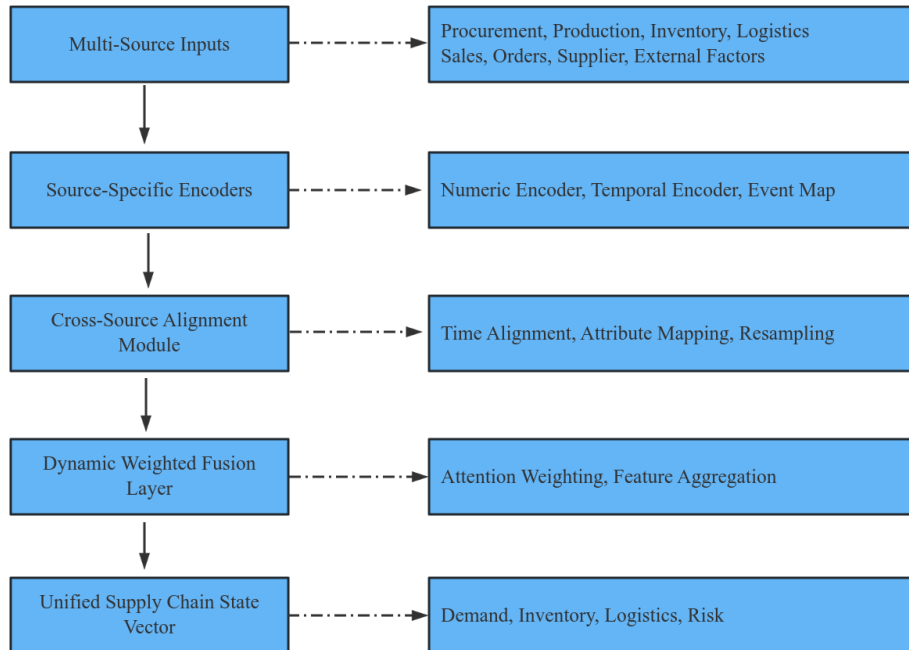 Multi-Source Inputs
Procurement, Production, Inventory, Logistics
Sales, Orders, Supplier, External Factors
Source-Specific Encoders
Numeric Encoder, Temporal Encoder, Event Map
Cross-Source Alignment
Module
Time Alignment, Attribute Mapping, Resampling
Dynamic Weighted Fusion
Layer
Attention Weighting, Feature Aggregation
Unified Supply Chain State
Vector
Demand, Inventory, Logistics, Risk